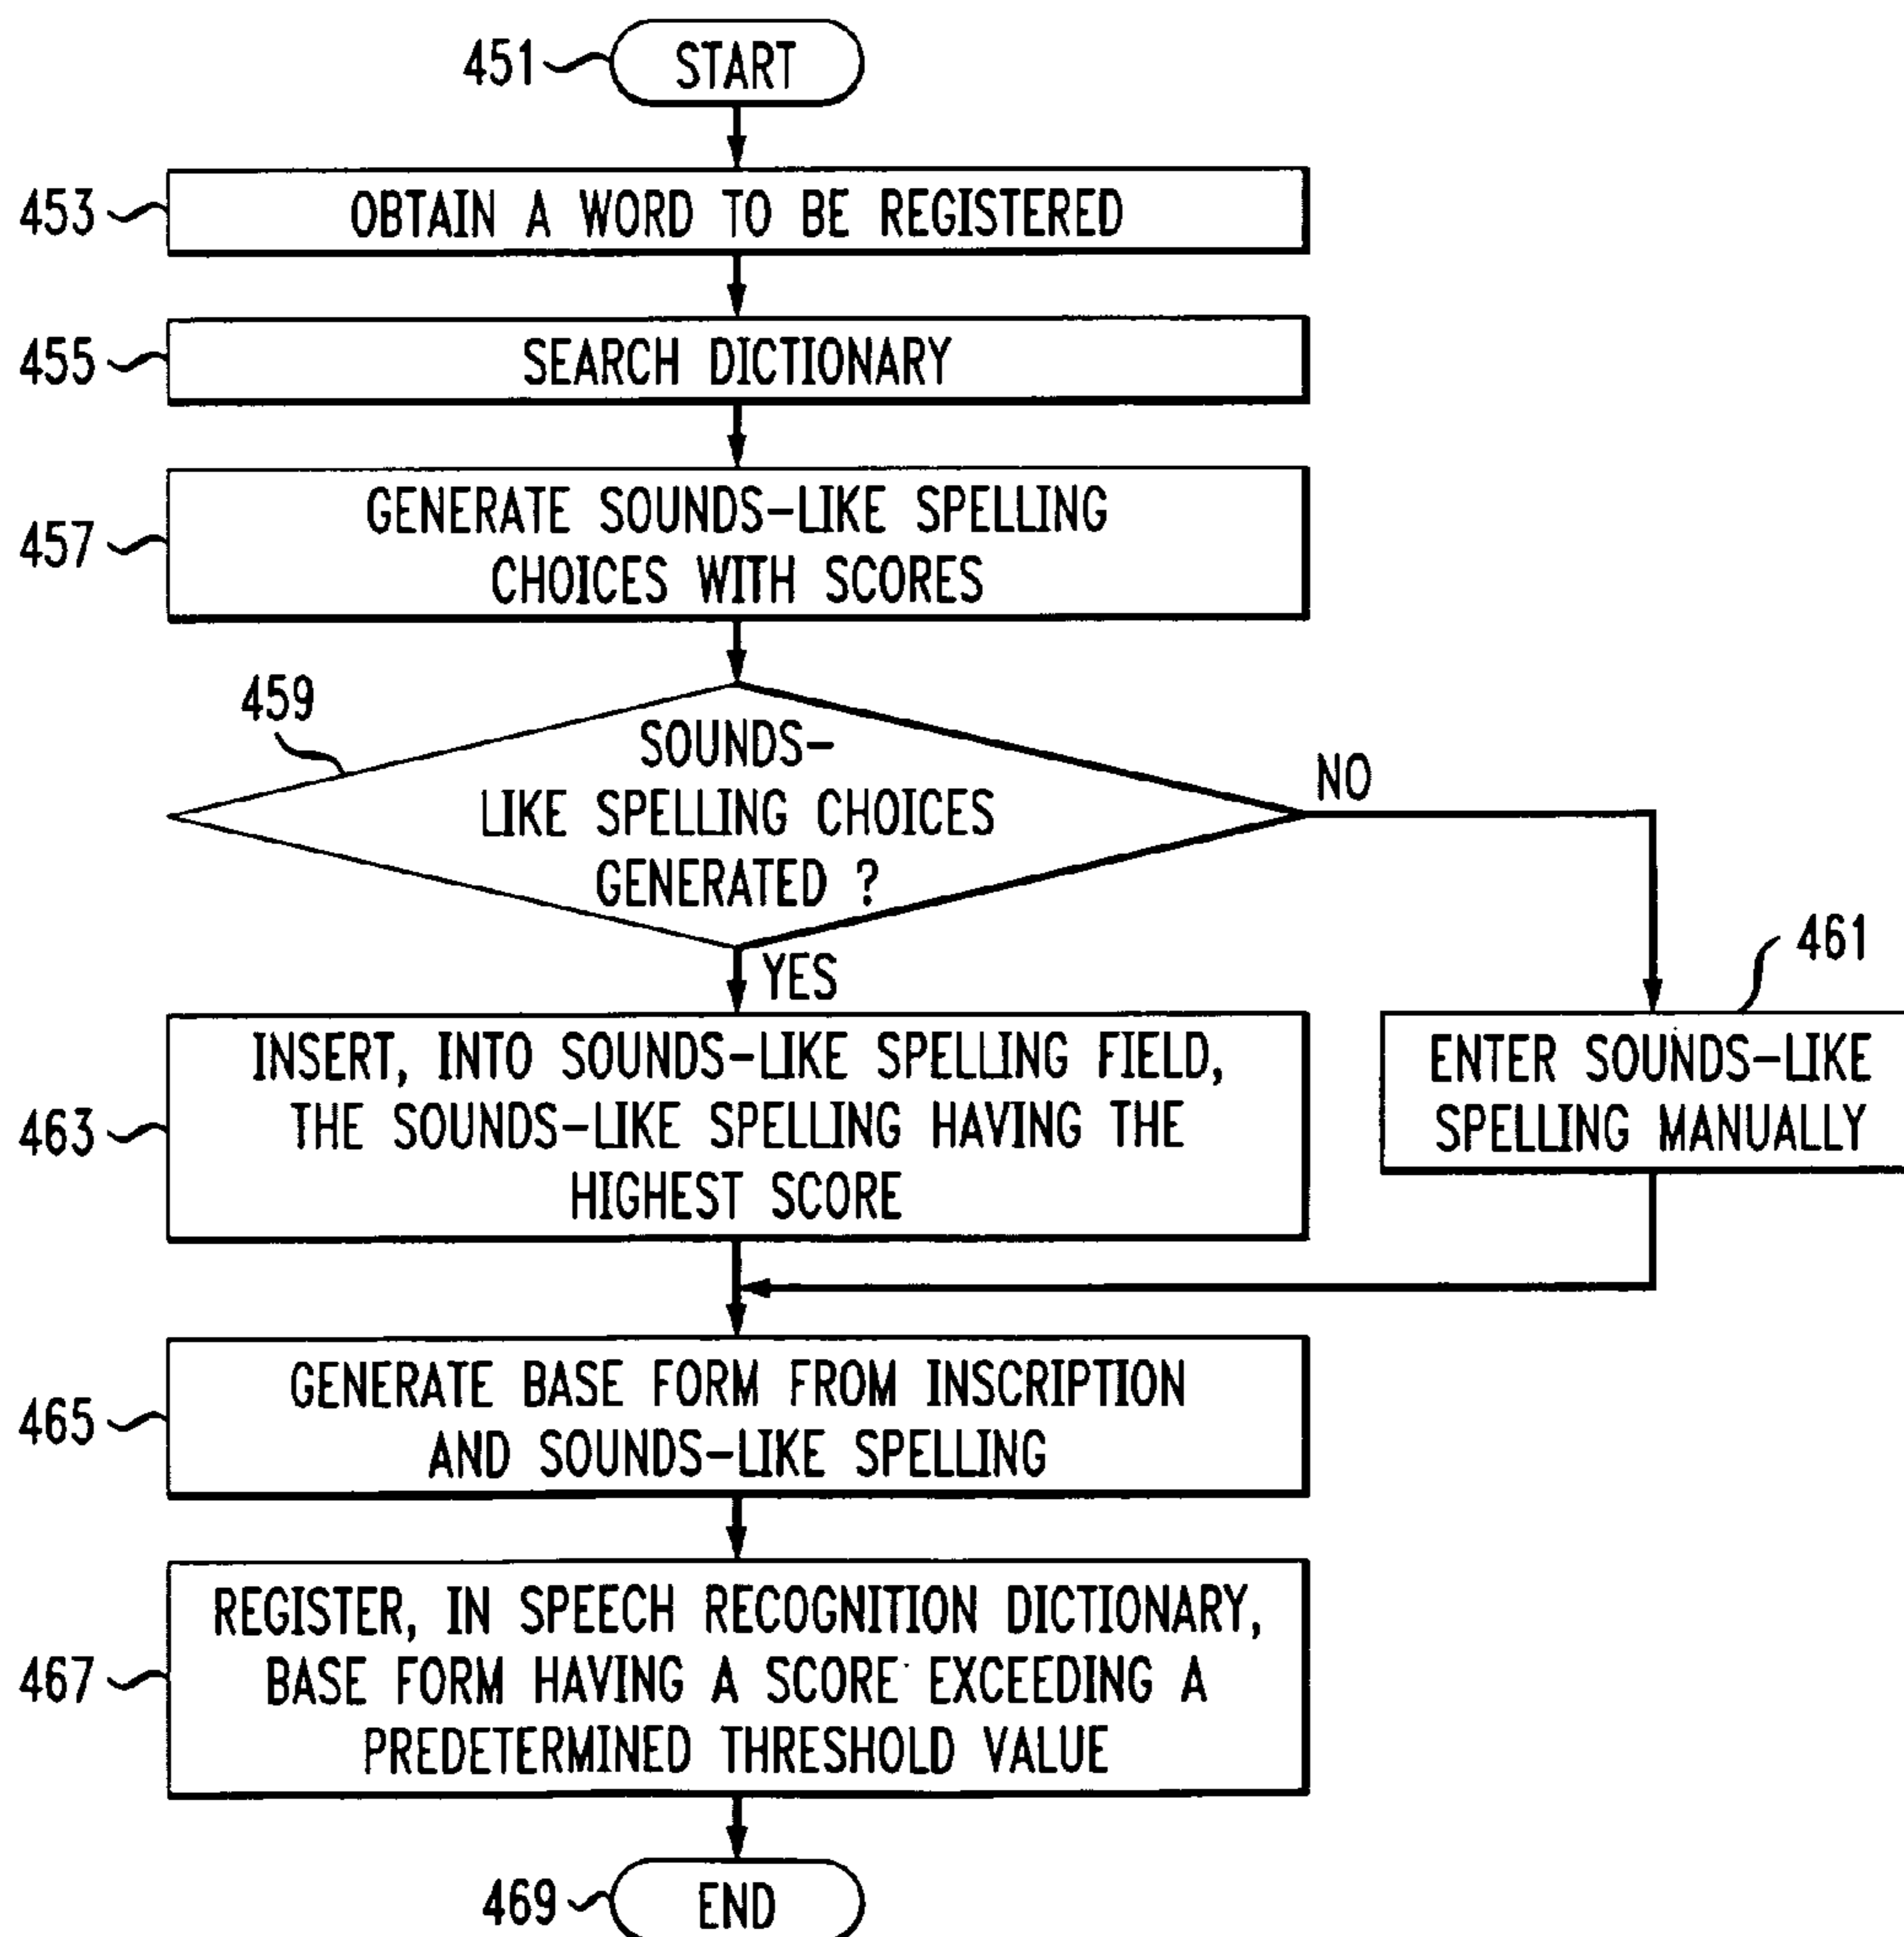 451
START
453
OBTAIN A WORD TO BE REGISTERED
455
SEARCH DICTIONARY
457
GENERATE SOUNDS-LIKE SPELLING
CHOICES WITH SCORES
459
SOUNDS-
LIKE SPELLING CHOICES
GENERATED ?
NO
YES
461
ENTER SOUNDS-LIKE
SPELLING MANUALLY
463
INSERT, INTO SOUNDS-LIKE SPELLING FIELD,
THE SOUNDS-LIKE SPELLING HAVING THE
HIGHEST SCORE
465
GENERATE BASE FORM FROM INSCRIPTION
AND SOUNDS-LIKE SPELLING
467
REGISTER, IN SPEECH RECOGNITION DICTIONARY,
BASE FORM HAVING A SCORE EXCEEDING A
PREDETERMINED THRESHOLD VALUE
469
END